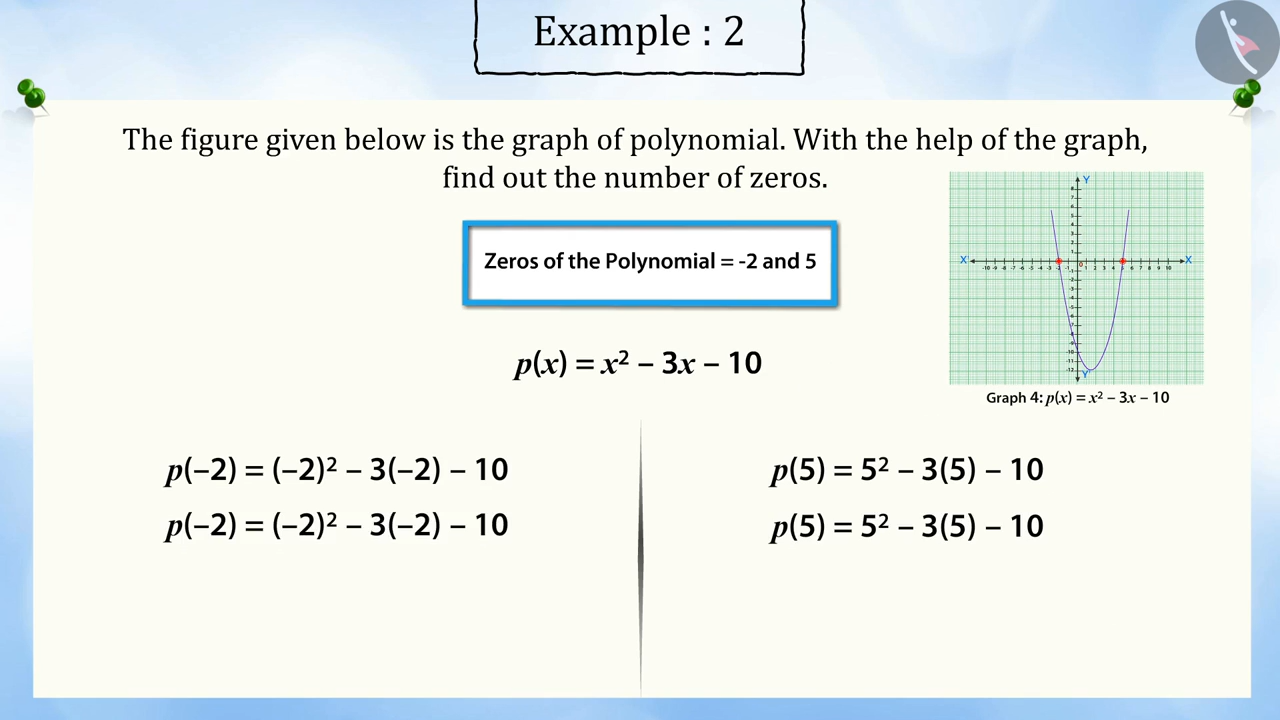 Example : 2
The figure given below is the graph of polynomial. With the help of the graph,
find out the number of zeros.
Zeros of the Polynomial = -2 and 5
p(x) = x² – 3x – 10
Y
X'
X
Y'
Graph 4: p(x) = x² – 3x – 10
p(–2) = (–2)² – 3(–2) – 10
p(–2) = (–2)² – 3(–2) – 10
p(5) = 5² – 3(5) – 10
p(5) = 5² – 3(5) – 10